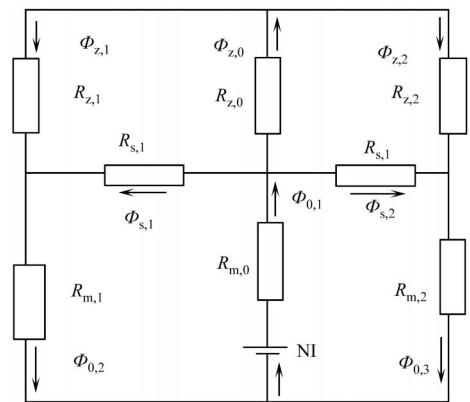 Φz,1
Φz,0
Φz,2
Rz,1
Rz,0
Rz,2
Rs,1
Rs,1
Φs,1
Φ0,1
Φs,2
Rm,1
Rm,0
Rm,2
NI
Φ0,2
Φ0,3